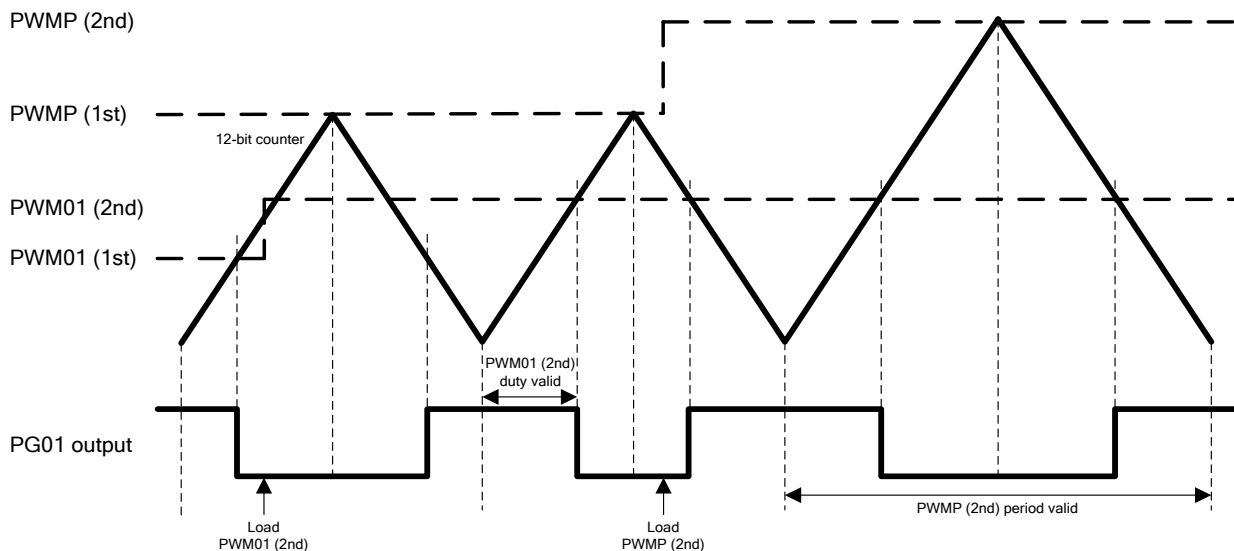 PWMP (2nd)
PWMP (1st)
12-bit counter
PWM01 (2nd)
PWM01 (1st)
PWM01 (2nd)
duty valid
PG01 output
PWMP (2nd) period valid
Load
PWM01 (2nd)
Load
PWMP (2nd)